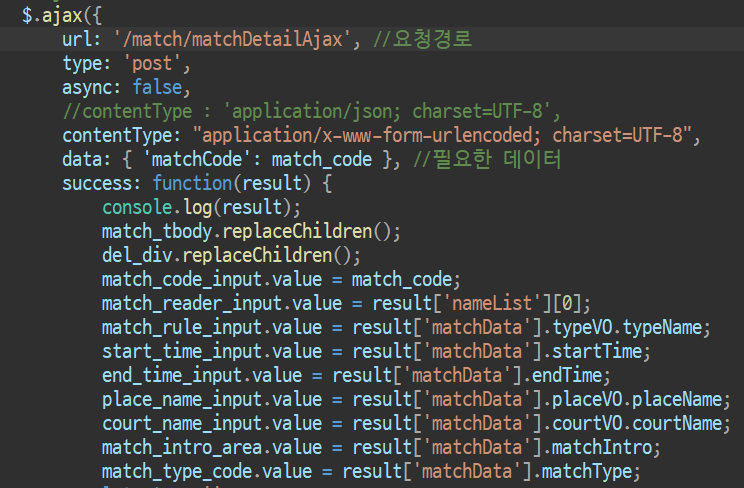 $.ajax({
url: '/match/matchDetailAjax', //요청경로
type: 'post',
async: false,
//contentType : 'application/json; charset=UTF-8',
contentType: "application/x-www-form-urlencoded; charset=UTF-8",
data: { 'matchCode': match_code }, //필요한 데이터
success: function(result) {
console.log(result);
match_tbody.replaceChildren();
del_div.replaceChildren();
match_code_input.value = match_code;
match_reader_input.value = result['nameList'][0];
match_rule_input.value = result['matchData'].typeVO.typeName;
start_time_input.value = result['matchData'].startTime;
end_time_input.value = result['matchData'].endTime;
place_name_input.value = result['matchData'].placeVO.placeName;
court_name_input.value = result['matchData'].courtVO.courtName;
match_intro_area.value = result['matchData'].matchIntro;
match_type_code.value = result['matchData'].matchType;